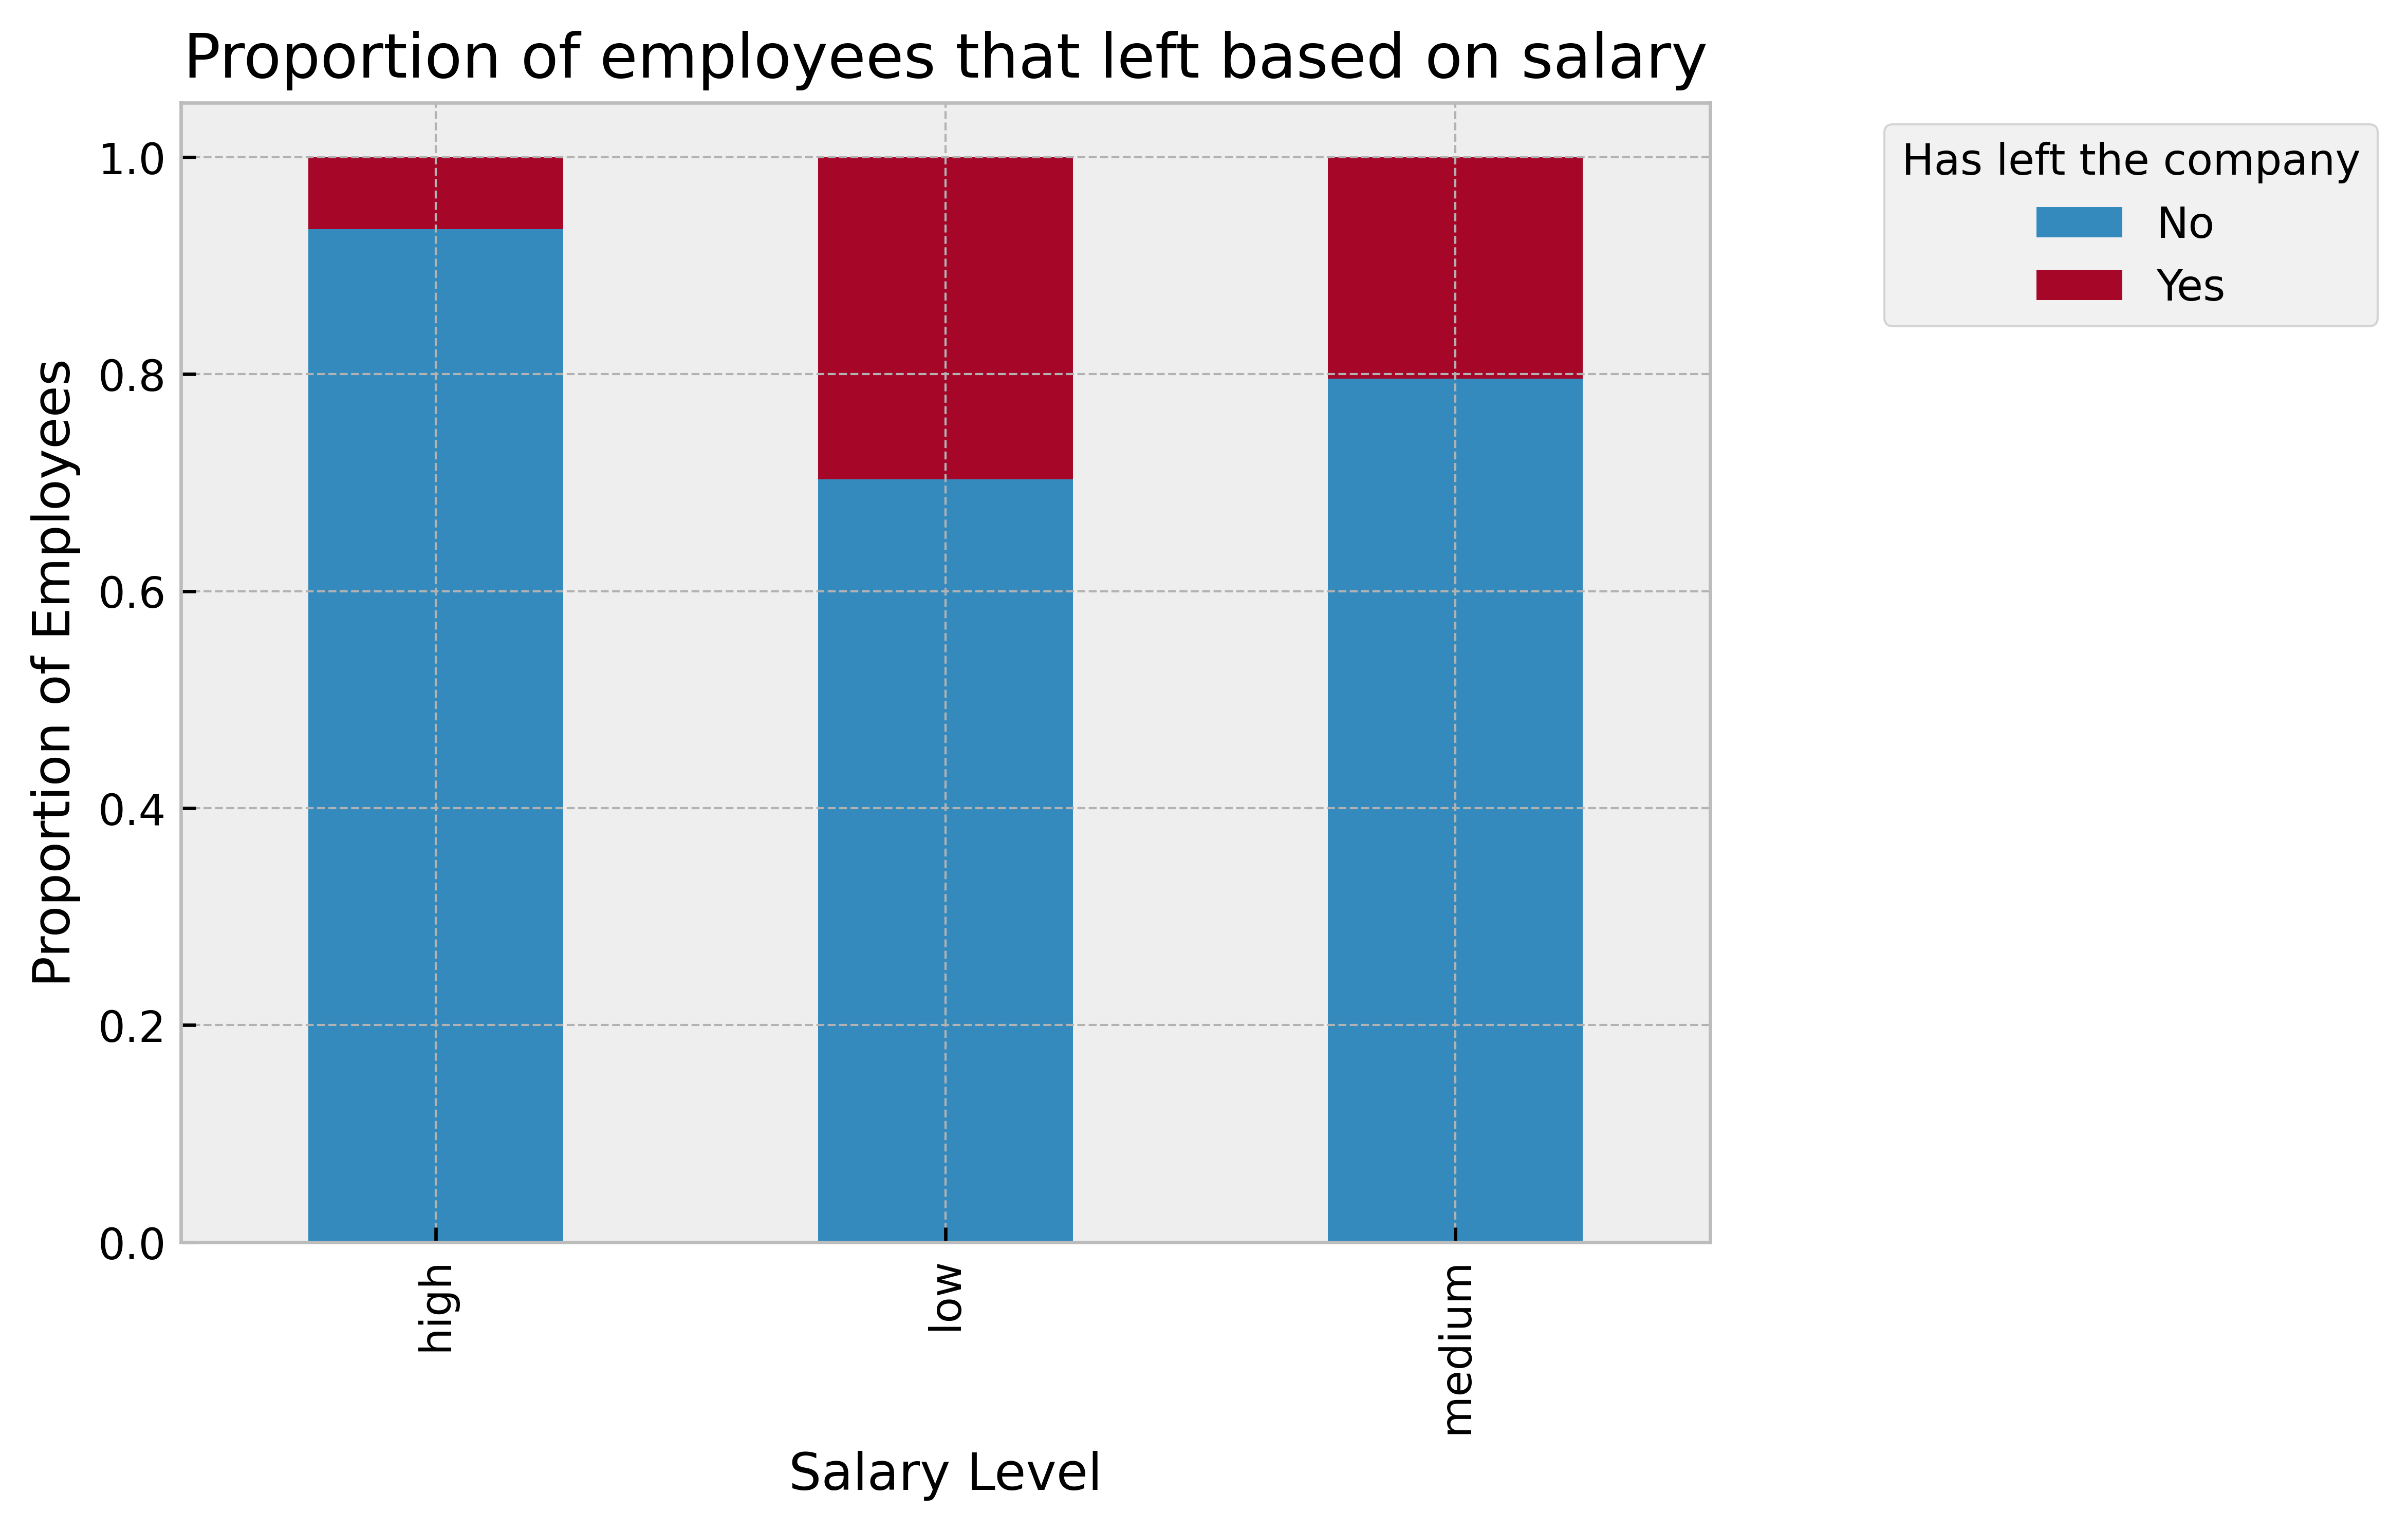 Proportion of employees that left based on salary
Has left the company
No
Yes
Proportion of Employees
1.0
0.8
0.6
0.4
0.2
0.0
high
low
medium
Salary Level